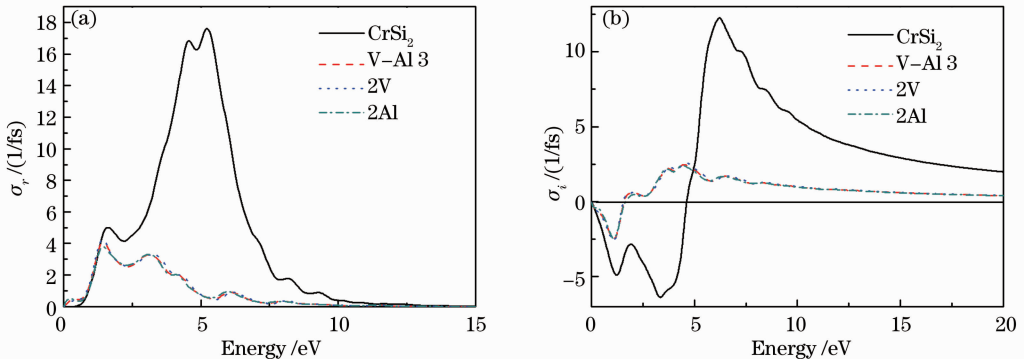 (a)
18
16
14
12
10
8
6
4
2
0
σr /(1/fs)
CrSi2
V–Al 3
2V
2Al
0
5
10
15
Energy /eV
(b)
10
5
0
−5
σi /(1/fs)
CrSi2
V–Al 3
2V
2Al
0
5
10
15
20
Energy /eV